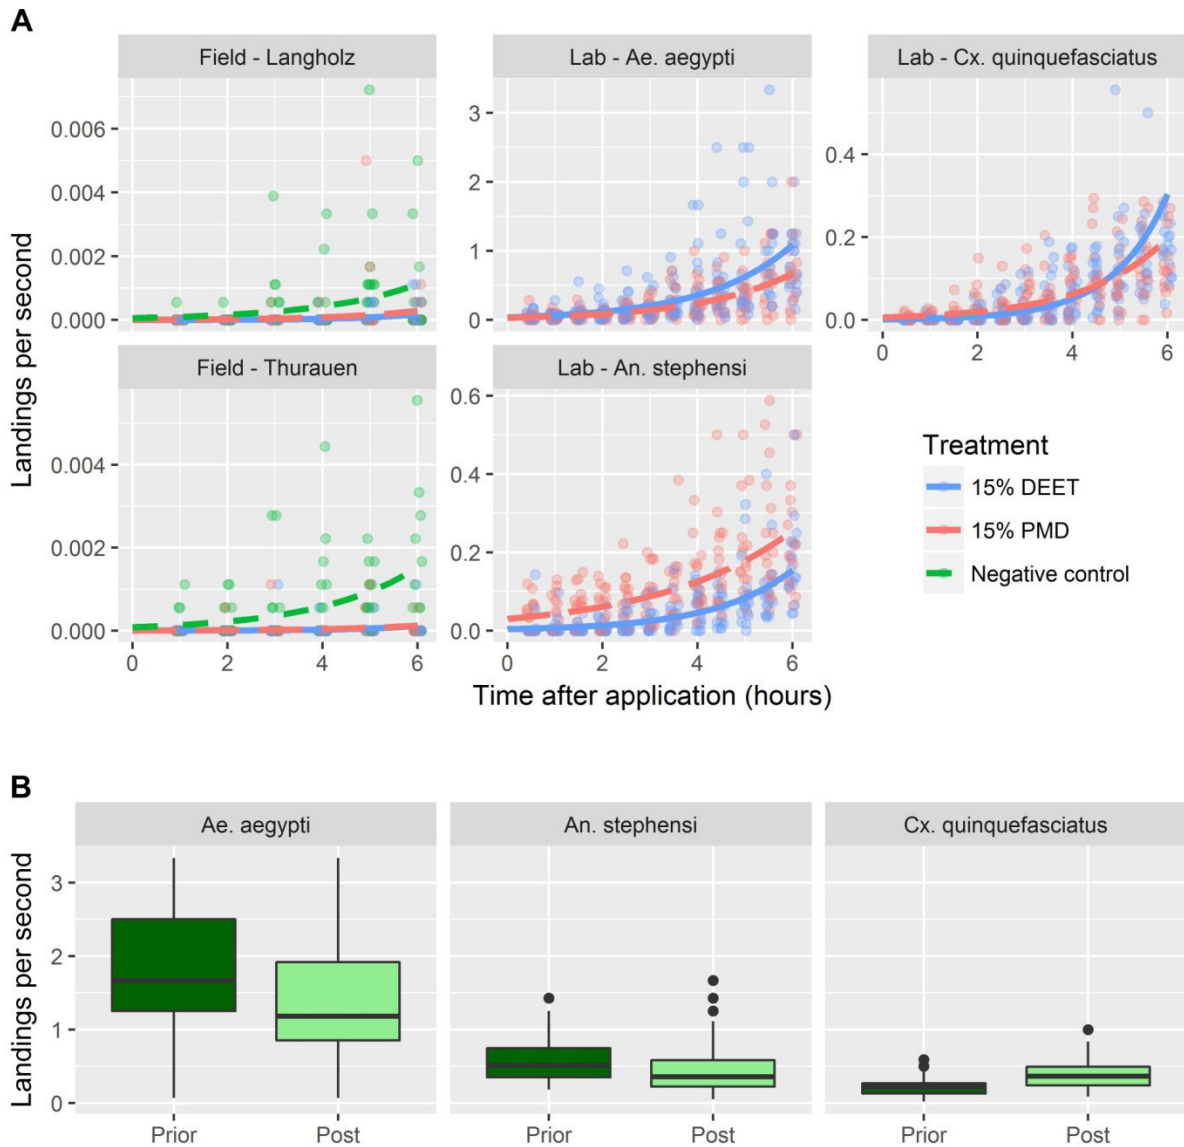 A
Field - Langholz
Lab - Ae. aegypti
Lab - Cx. quinquefasciatus
0.006
0.004
0.002
0.000
3
2
1
0
0.4
0.2
0.0
0 2 4 6
Field - Thurauen
Lab - An. stephensi
0.004
0.002
0.000
0 2 4 6
0.6
0.4
0.2
0.0
0 2 4 6
Landings per second
Time after application (hours)
Treatment
15% DEET
15% PMD
Negative control
B
Ae. aegypti
An. stephensi
Cx. quinquefasciatus
Landings per second
3
2
1
0
Prior Post
Prior Post
Prior Post